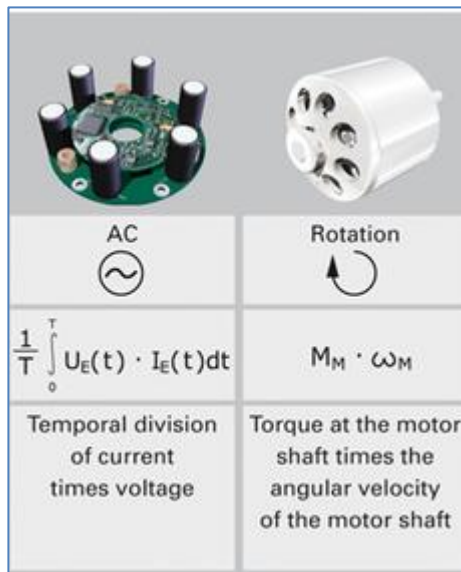 AC
Rotation
1/T ∫₀ᵀ U_E(t) · I_E(t)dt
M_M · ω_M
Temporal division
of current
times voltage
Torque at the motor
shaft times the
angular velocity
of the motor shaft